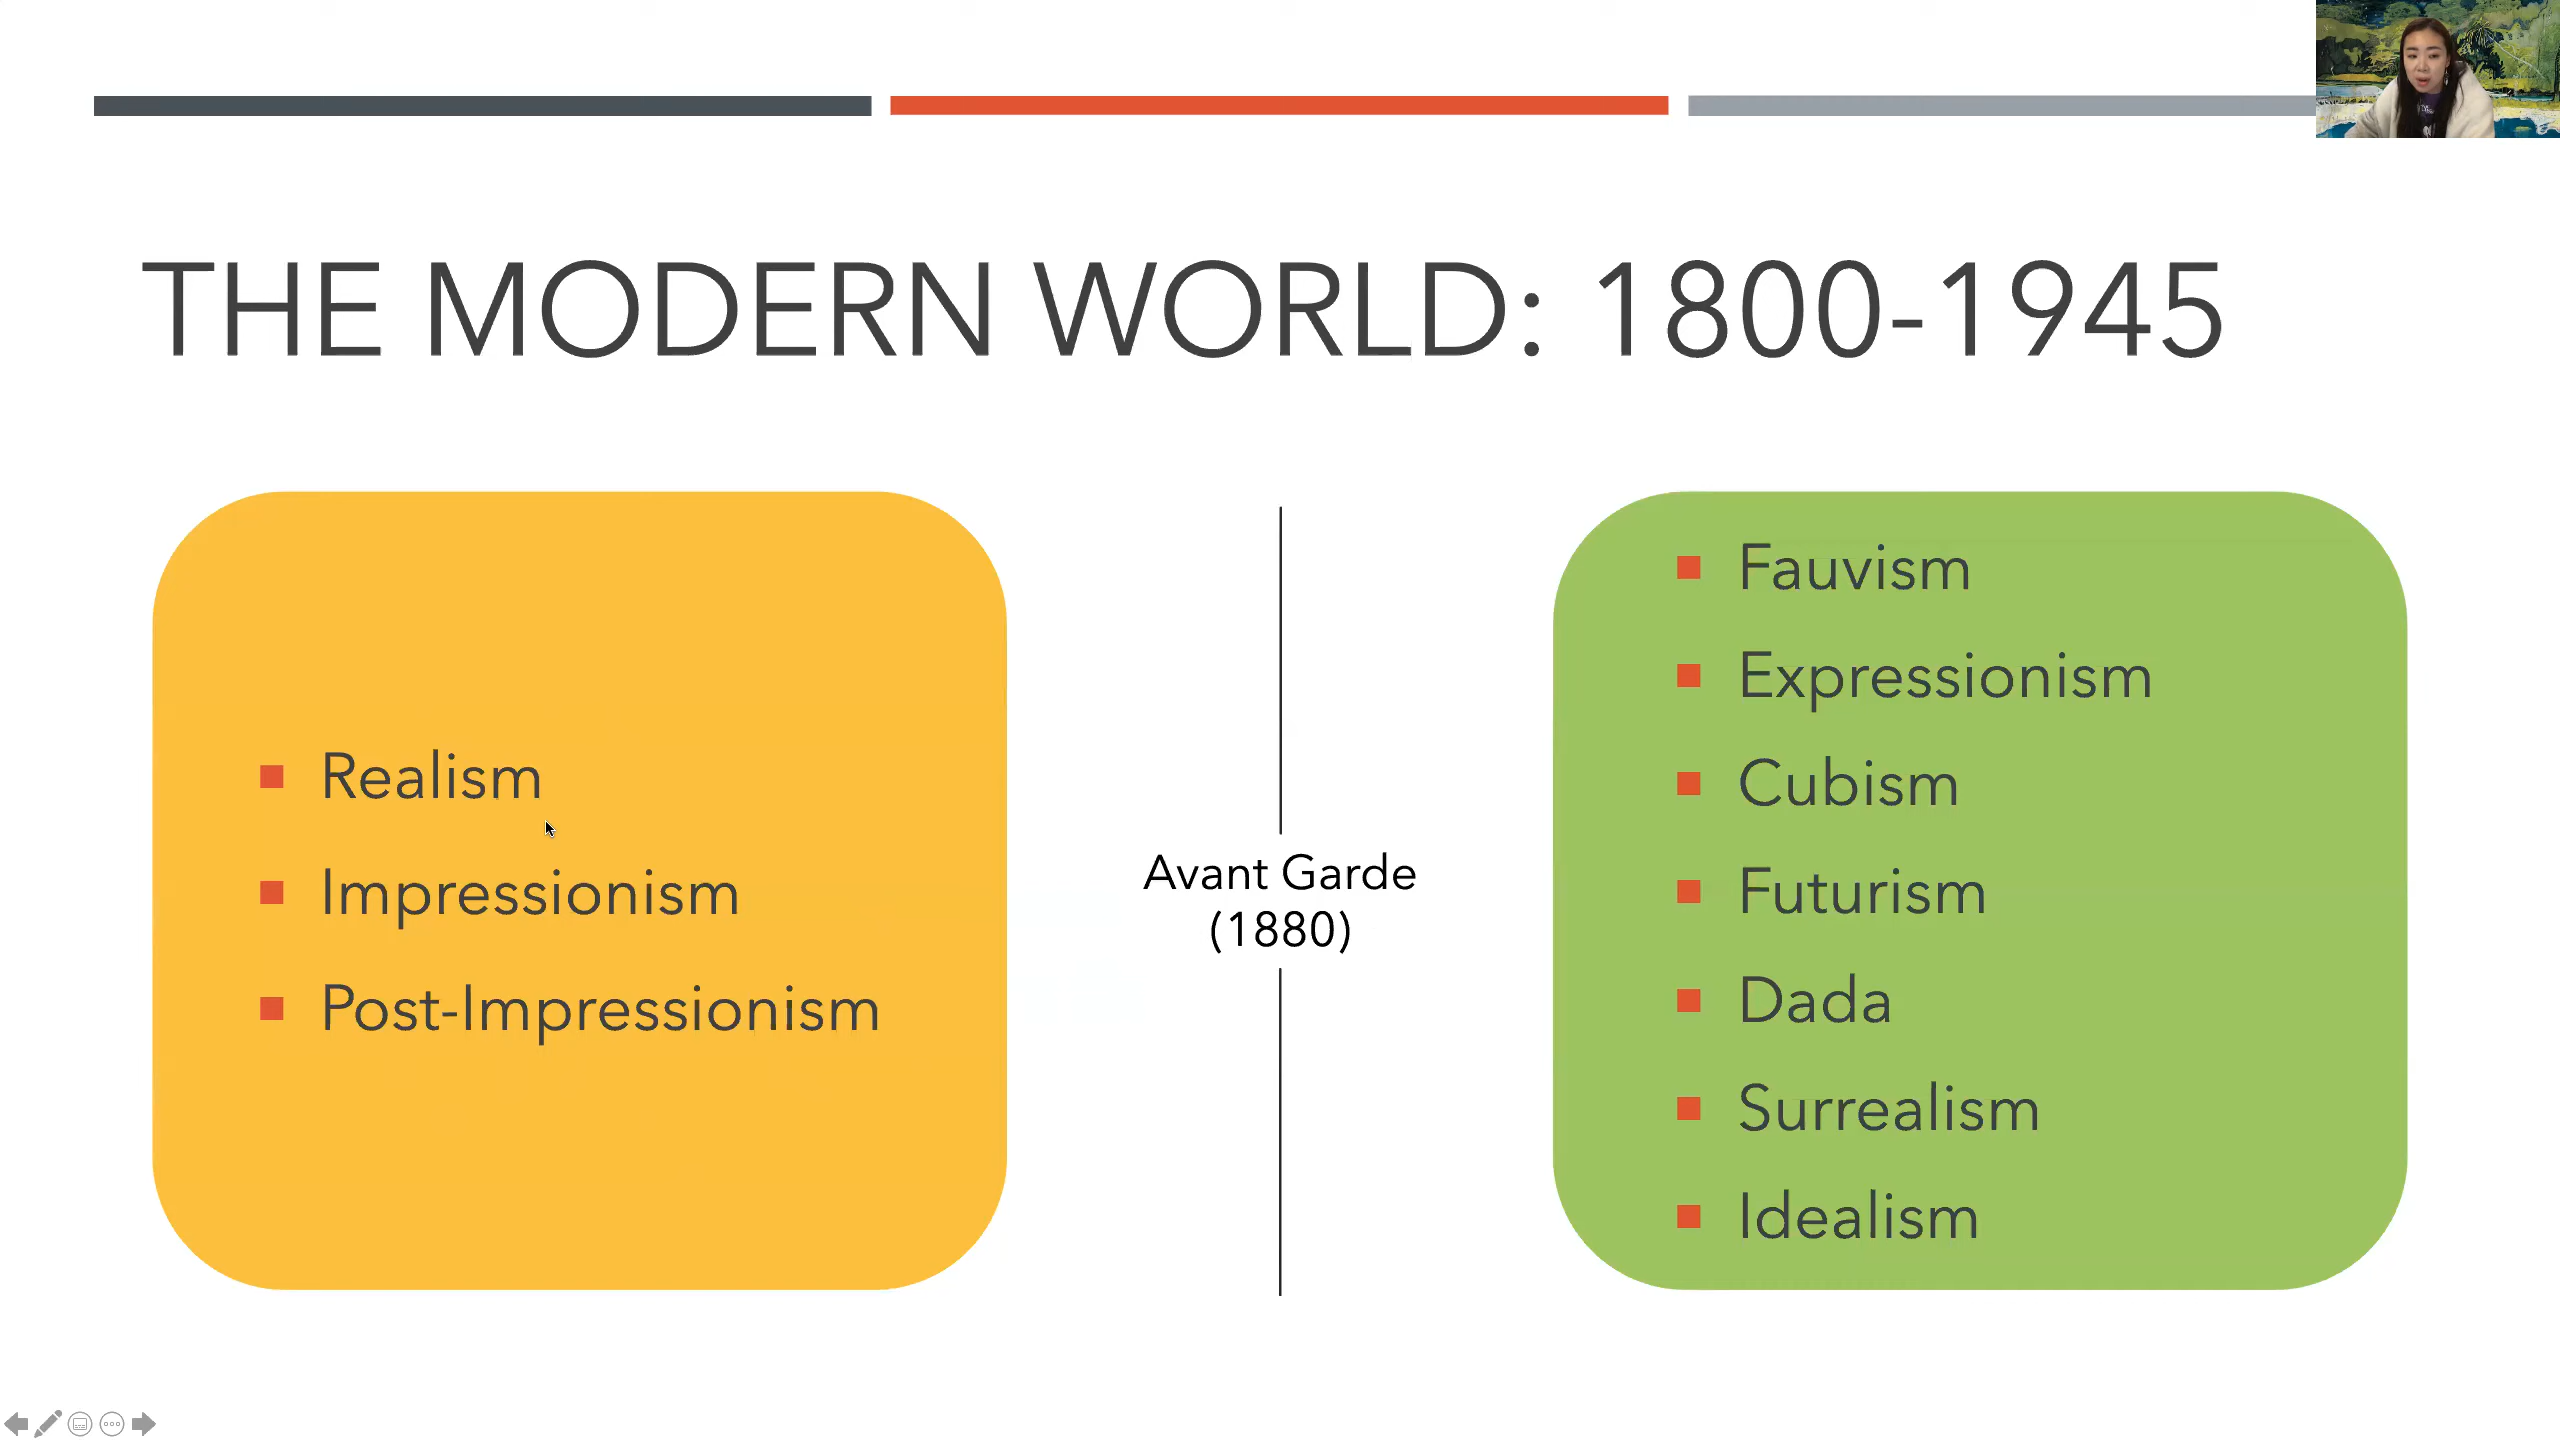 THE MODERN WORLD: 1800-1945
Realism
Impressionism
Post-Impressionism
Avant Garde
(1880)
Fauvism
Expressionism
Cubism
Futurism
Dada
Surrealism
Idealism